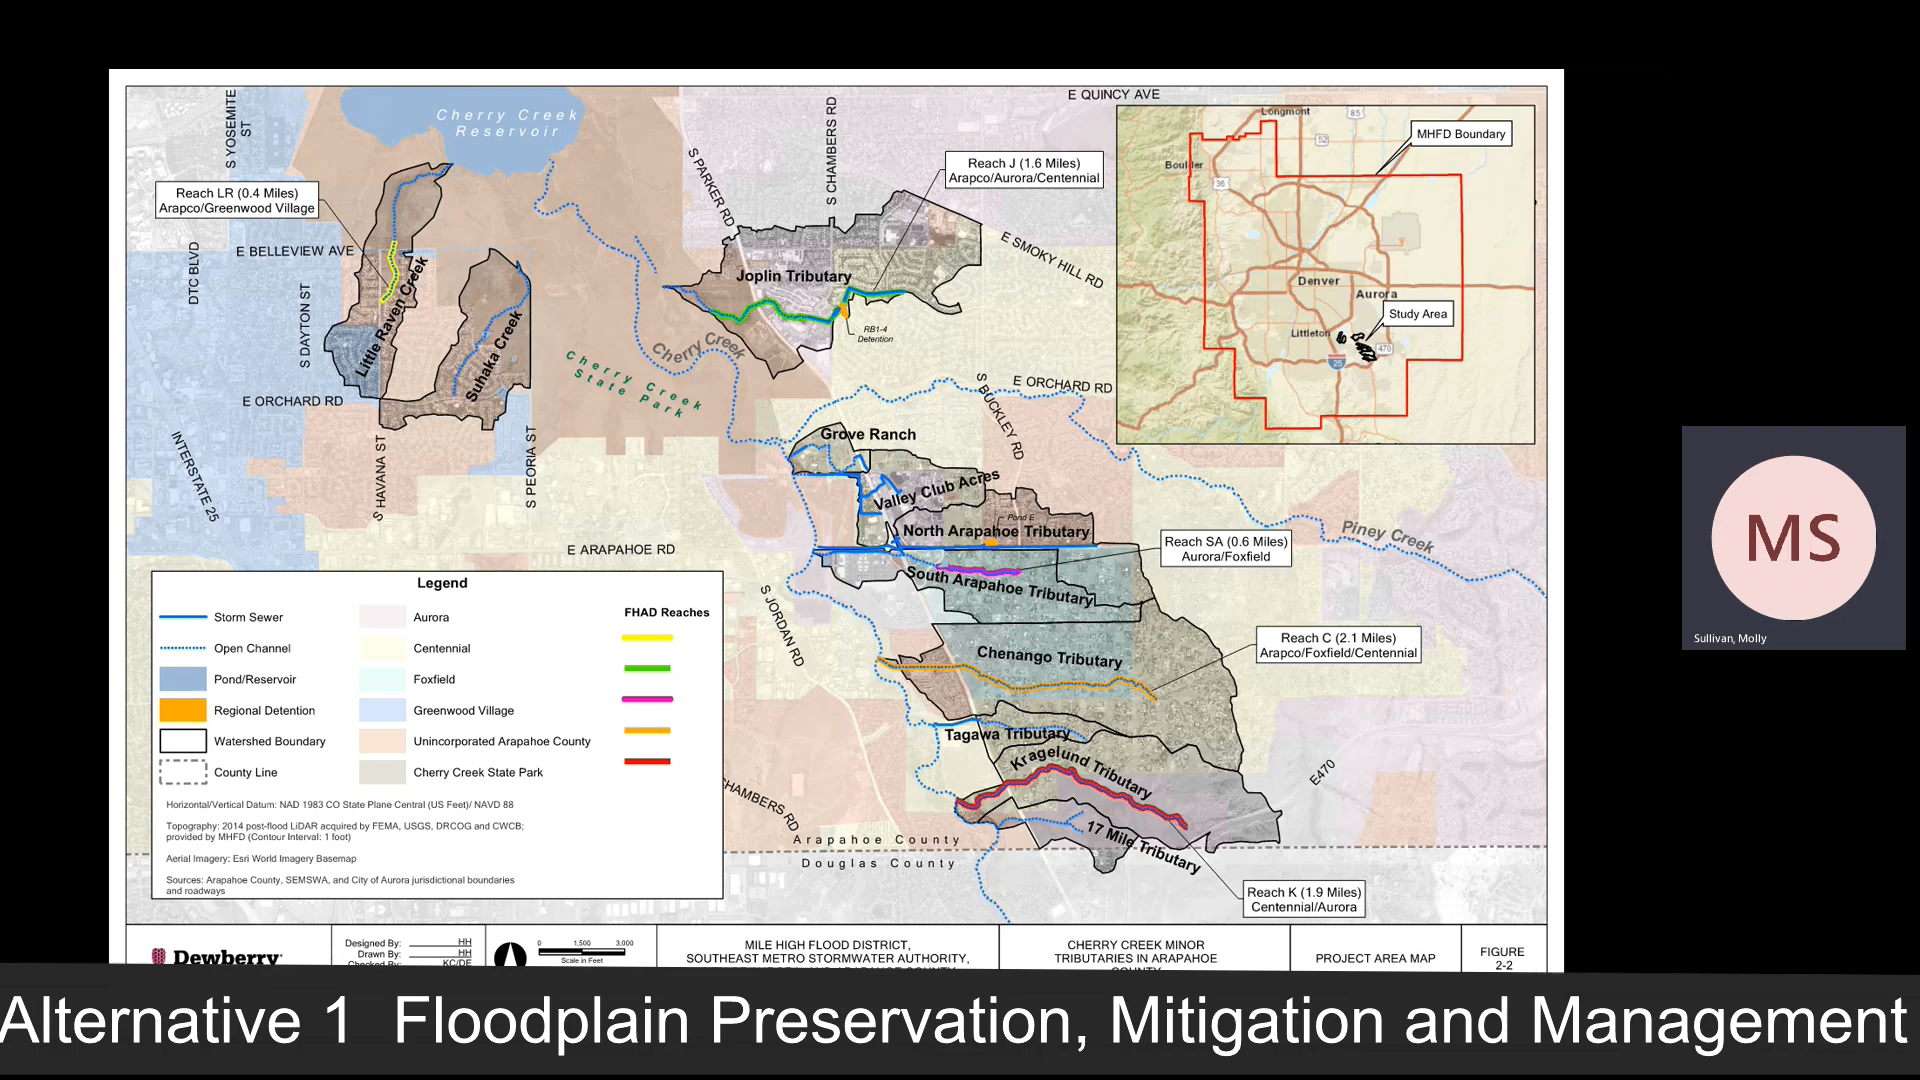 E QUINCY AVE
S YOSEMITE
ST
Cherry Creek
Reservoir
S PARKER RD
S CHAMBERS RD
Reach J (1.6 Miles)
Arapco/Aurora/Centennial
Longmont
85
52
MHFD Boundary
Boulder
36
Denver
Aurora
Study Area
Littleton
470
25
Reach LR (0.4 Miles)
Arapco/Greenwood Village
E BELLEVIEW AVE
DTC BLVD
S DAYTON ST
Little Raven Creek
Suhaka Creek
E ORCHARD RD
INTERSTATE 25
S HAVANA ST
S PEORIA ST
E SMOKY HILL RD
Joplin Tributary
RB1-4
Detention
Cherry Creek
Cherry Creek
State Park
S BUCKLEY RD
E ORCHARD RD
Grove Ranch
Valley Club Acres
Pond E
North Arapahoe Tributary
Piney Creek
E ARAPAHOE RD
Reach SA (0.6 Miles)
Aurora/Foxfield
South Arapahoe Tributary
S JORDAN RD
Reach C (2.1 Miles)
Arapco/Foxfield/Centennial
Chenango Tributary
Tagawa Tributary
Kragelund Tributary
E470
CHAMBERS RD
17 Mile Tributary
Arapahoe County
Douglas County
Reach K (1.9 Miles)
Centennial/Aurora
Legend
Storm Sewer
Open Channel
Pond/Reservoir
Regional Detention
Watershed Boundary
County Line
Aurora
Centennial
Foxfield
Greenwood Village
Unincorporated Arapahoe County
Cherry Creek State Park
FHAD Reaches
Horizontal/Vertical Datum: NAD 1983 CO State Plane Central (US Feet)/ NAVD 88
Topography: 2014 post-flood LiDAR acquired by FEMA, USGS, DRCOG and CWCB;
provided by MHFD (Contour Interval: 1 foot)
Aerial Imagery: Esri World Imagery Basemap
Sources: Arapahoe County, SEMSWA, and City of Aurora jurisdictional boundaries
and roadways
Dewberry
Designed By: HH
Drawn By: HH
Checked By: KC/DE
0 1,500 3,000
Scale in Feet
MILE HIGH FLOOD DISTRICT,
SOUTHEAST METRO STORMWATER AUTHORITY,
CHERRY CREEK MINOR
TRIBUTARIES IN ARAPAHOE
COUNTY
PROJECT AREA MAP
FIGURE
2-2
MS
Sullivan, Molly
Alternative 1 Floodplain Preservation, Mitigation and Management